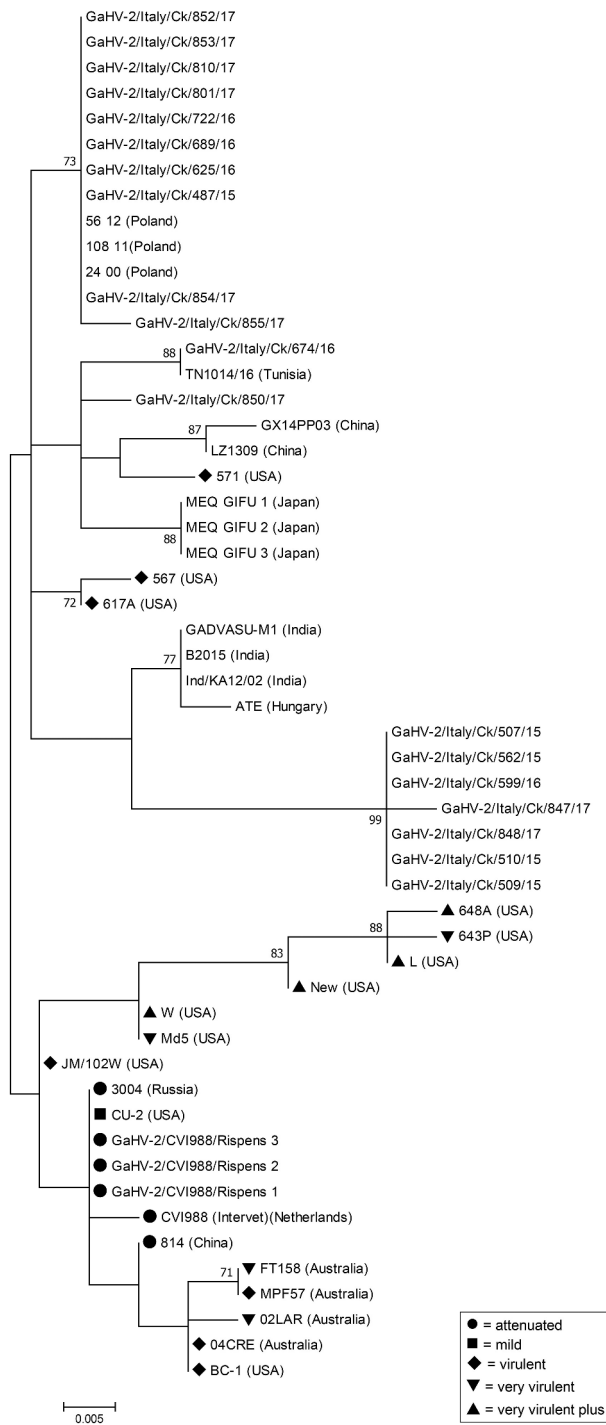 GaHV-2/Italy/Ck/852/17
GaHV-2/Italy/Ck/853/17
GaHV-2/Italy/Ck/810/17
GaHV-2/Italy/Ck/801/17
GaHV-2/Italy/Ck/722/16
GaHV-2/Italy/Ck/689/16
73
GaHV-2/Italy/Ck/625/16
GaHV-2/Italy/Ck/487/15
56 12 (Poland)
108 11(Poland)
24 00 (Poland)
GaHV-2/Italy/Ck/854/17
GaHV-2/Italy/Ck/855/17
88
GaHV-2/Italy/Ck/674/16
TN1014/16 (Tunisia)
GaHV-2/Italy/Ck/850/17
GX14PP03 (China)
87
LZ1309 (China)
571 (USA)
MEQ GIFU 1 (Japan)
MEQ GIFU 2 (Japan)
88
MEQ GIFU 3 (Japan)
567 (USA)
72
617A (USA)
GADVASU-M1 (India)
B2015 (India)
77
Ind/KA12/02 (India)
ATE (Hungary)
GaHV-2/Italy/Ck/507/15
GaHV-2/Italy/Ck/562/15
GaHV-2/Italy/Ck/599/16
GaHV-2/Italy/Ck/847/17
99
GaHV-2/Italy/Ck/848/17
GaHV-2/Italy/Ck/510/15
GaHV-2/Italy/Ck/509/15
648A (USA)
88
643P (USA)
L (USA)
83
New (USA)
W (USA)
Md5 (USA)
JM/102W (USA)
3004 (Russia)
CU-2 (USA)
GaHV-2/CVI988/Rispens 3
GaHV-2/CVI988/Rispens 2
GaHV-2/CVI988/Rispens 1
CVI988 (Intervet)(Netherlands)
814 (China)
FT158 (Australia)
71
MPF57 (Australia)
02LAR (Australia)
04CRE (Australia)
BC-1 (USA)
0.005
= attenuated
= mild
= virulent
= very virulent
= very virulent plus